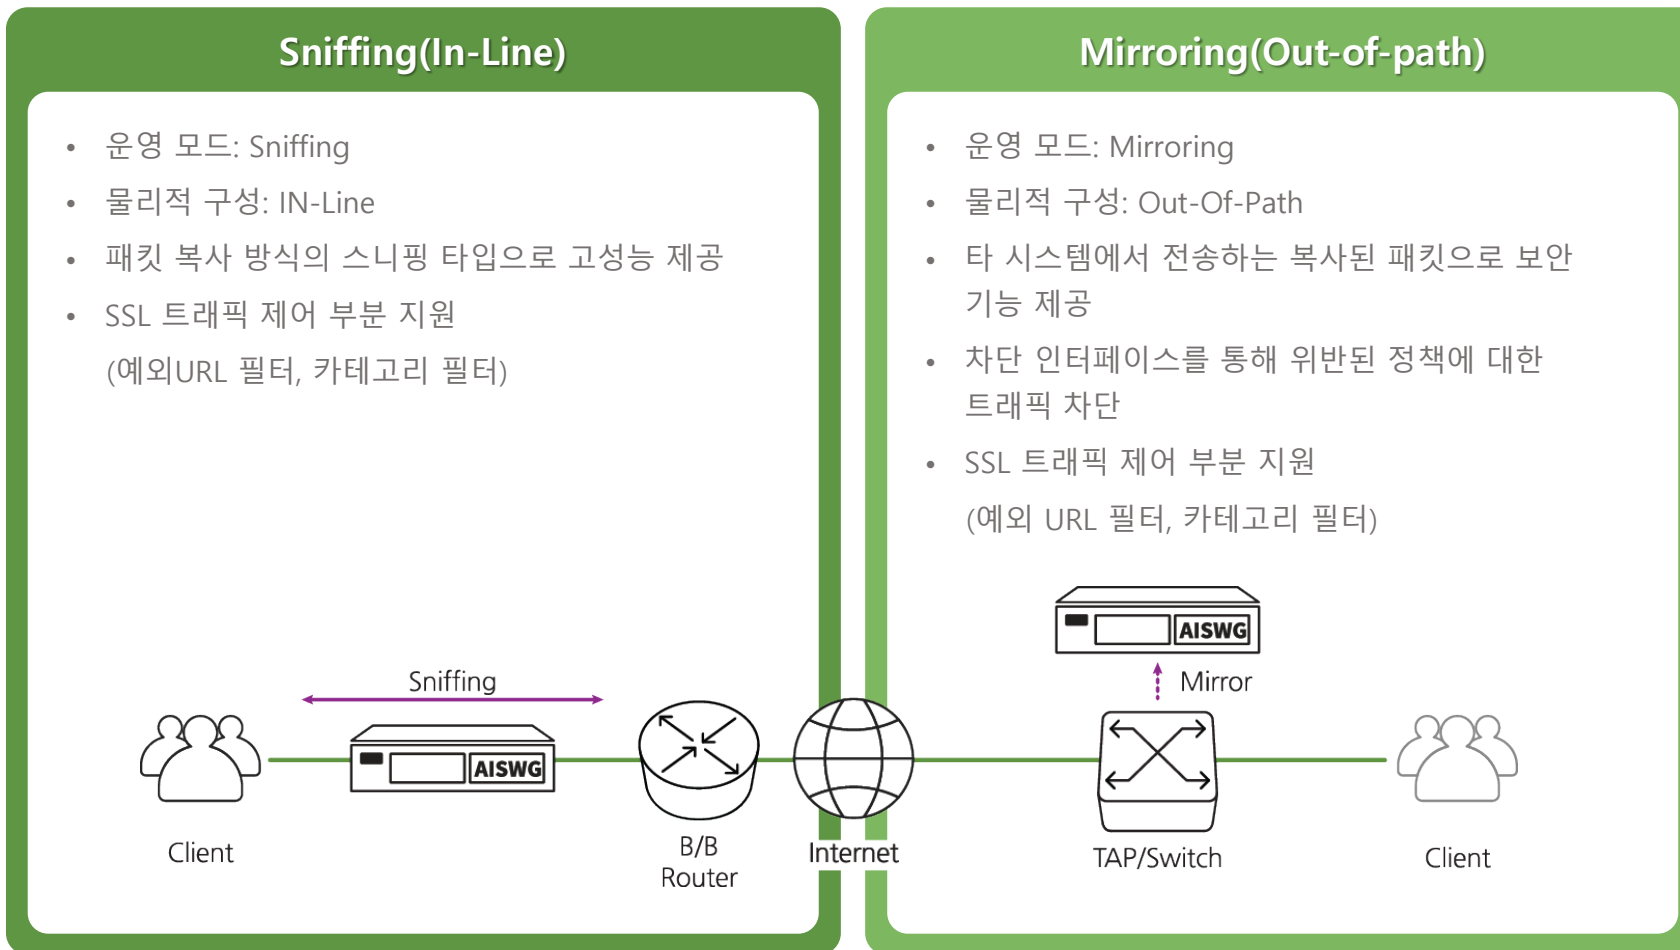 Sniffing(In-Line)
• 운영 모드: Sniffing
• 물리적 구성: IN-Line
• 패킷 복사 방식의 스니핑 타입으로 고성능 제공
• SSL 트래픽 제어 부분 지원
(예외URL 필터, 카테고리 필터)
Sniffing
AISWG
Client
B/B
Router
Internet
Mirroring(Out-of-path)
• 운영 모드: Mirroring
• 물리적 구성: Out-Of-Path
• 타 시스템에서 전송하는 복사된 패킷으로 보안
기능 제공
• 차단 인터페이스를 통해 위반된 정책에 대한
트래픽 차단
• SSL 트래픽 제어 부분 지원
(예외 URL 필터, 카테고리 필터)
AISWG
Mirror
TAP/Switch
Client